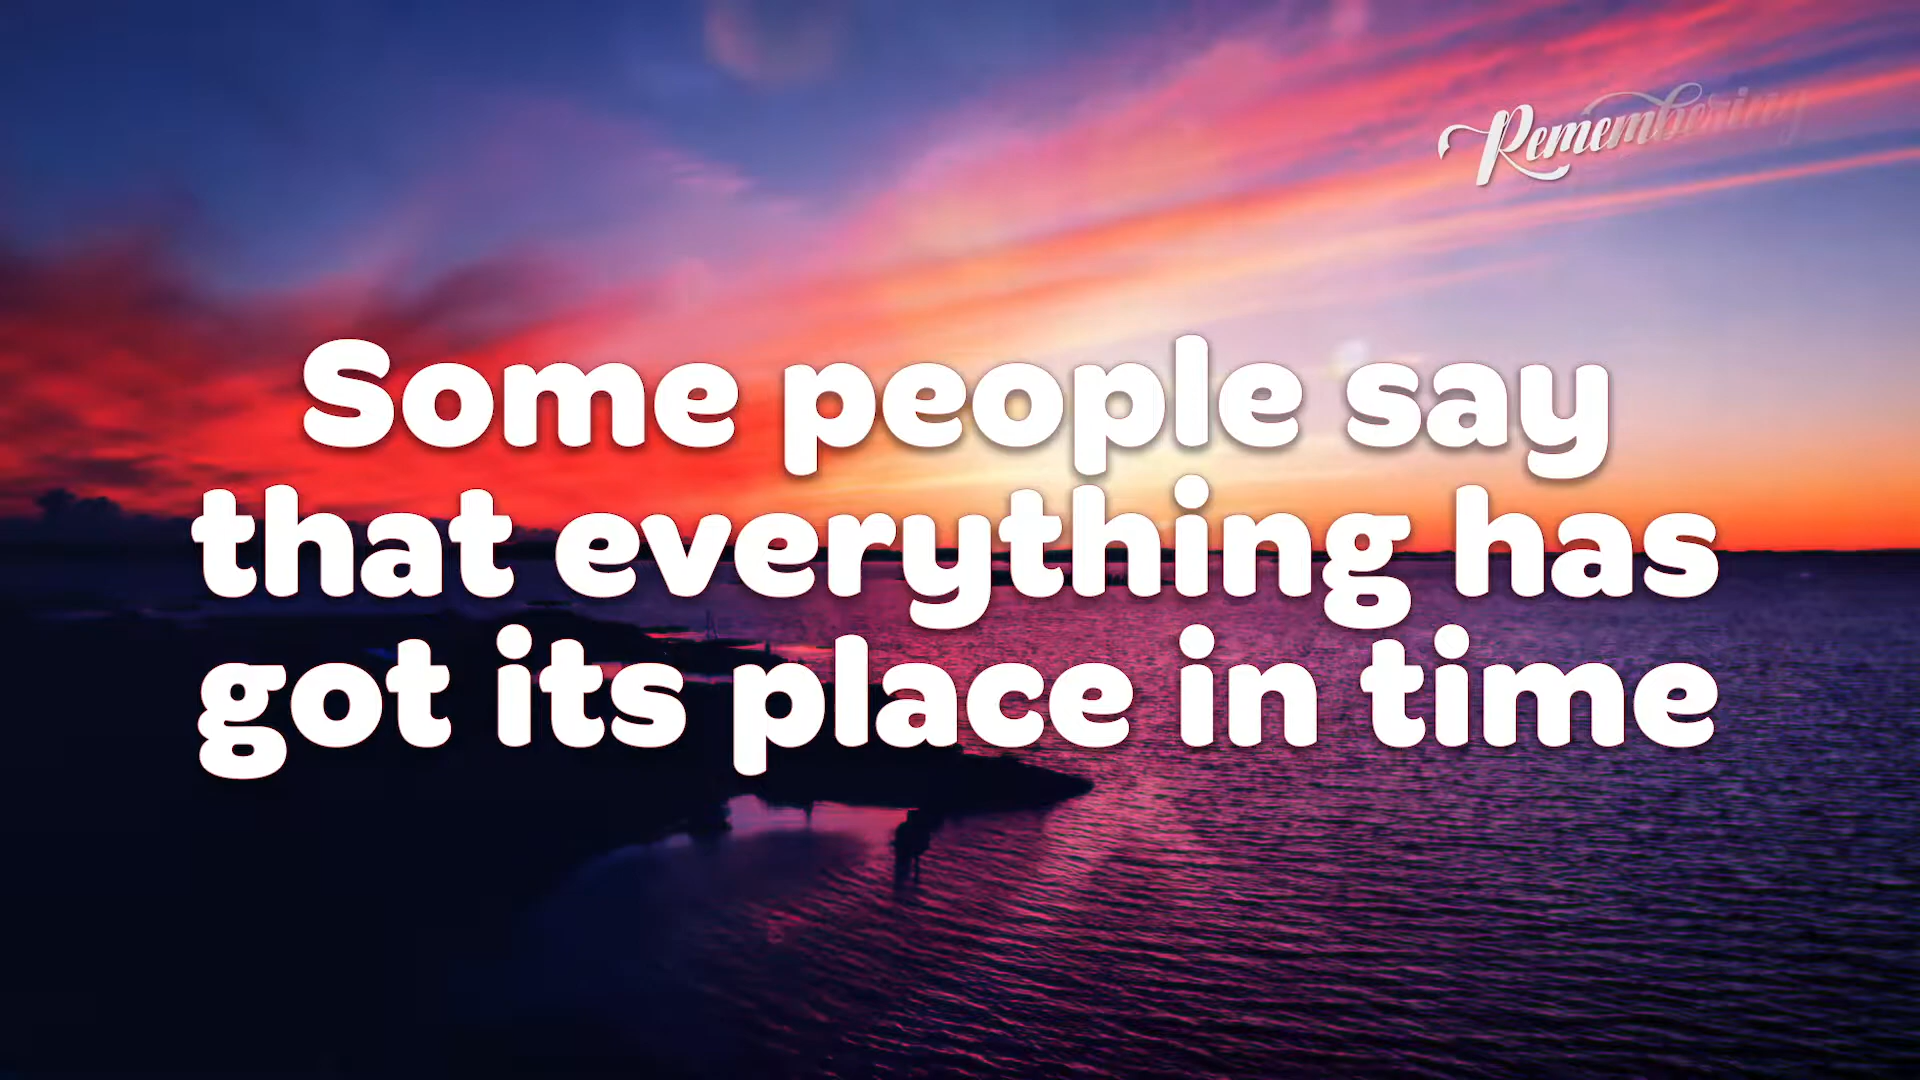 Remembering
Some people say
that everything has
got its place in time